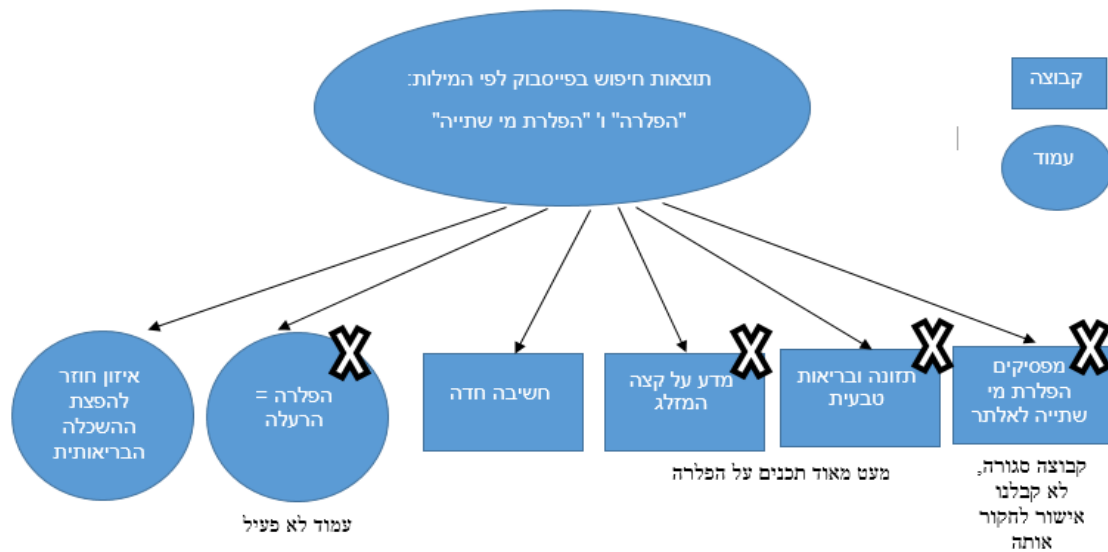 תוצאות חיפוש בפייסבוק לפי המילות:
"הפלרה" ו' "הפלרת מי שתייה"
קבוצה
עמוד
מפסיקים
הפלרת מי
שתייה לאלתר
תזונה ובריאות
טבעית
מדע על קצה
המזלג
חשיבה חדה
הפלרה =
הרעלה
איזון חוזר
להפצת
ההשכלה
הבריאותית
קבוצה סגורה,
לא קבלנו
אישור לחקור
אותה
מעט מאוד תכנים על הפלרה
עמוד לא פעיל